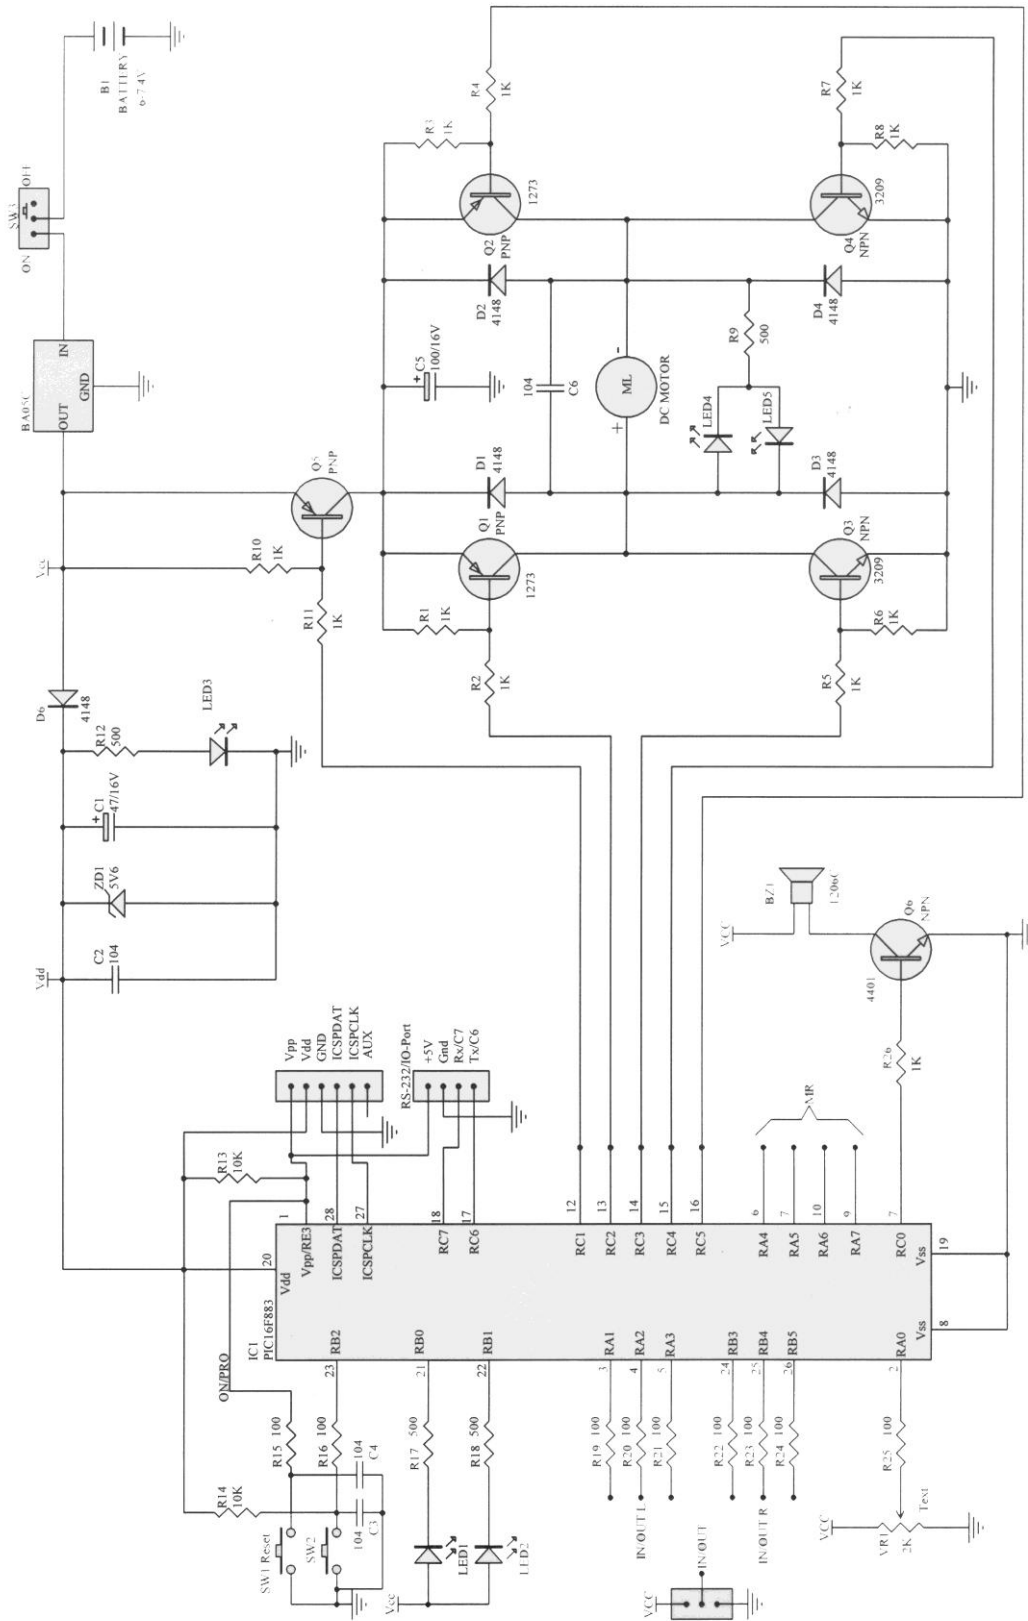 B1
BATTERY
6-7.4V
SW3
OFF
ON
BA05C
IN
OUT
GND
Vcc
D6
4148
R12
500
LED3
C1
47/16V
+
ZD1
5V6
C2
104
Vdd
Q5
PNP
R10
1K
R11
1K
R4
1K
R3
1K
1273
Q2
PNP
D2
4148
C5
100/16V
+
104
C6
D1
4148
Q1
PNP
1273
R1
1K
R2
1K
R7
1K
R8
1K
3209
Q4
NPN
D4
4148
R9
500
-
ML
+
DC MOTOR
LED4
LED5
D3
4148
Q3
NPN
3209
R6
1K
R5
1K
VCC
BZ1
1206C
Q6
NPN
4401
R26
1K
MR
Vpp
Vdd
GND
ICSPDAT
ICSPCLK
AUX
RS-232/IO-Port
+5V
Gnd
Rx/C7
Tx/C6
R13
10K
20
1
28
27
18
17
12
13
14
15
16
6
7
10
9
7
19
Vdd
Vpp/RE3
ICSPDAT
ICSPCLK
RC7
RC6
RC1
RC2
RC3
RC4
RC5
RA4
RA5
RA6
RA7
RC0
Vss
IC1
PIC16F883
RB2
RB0
RB1
RA1
RA2
RA3
RB3
RB4
RB5
RA0
Vss
23
21
22
3
4
5
24
25
26
2
8
ON/PRO
R15 100
R16 100
R17 500
R18 500
R19 100
R20 100
R21 100
R22 100
R23 100
R24 100
R25 100
R14
10K
104
C4
104
C3
SW1 Reset
SW2
LED1
LED2
Vcc
IN/OUT L
IN/OUT R
IN/OUT
VCC
VCC
VR1
2K
Text